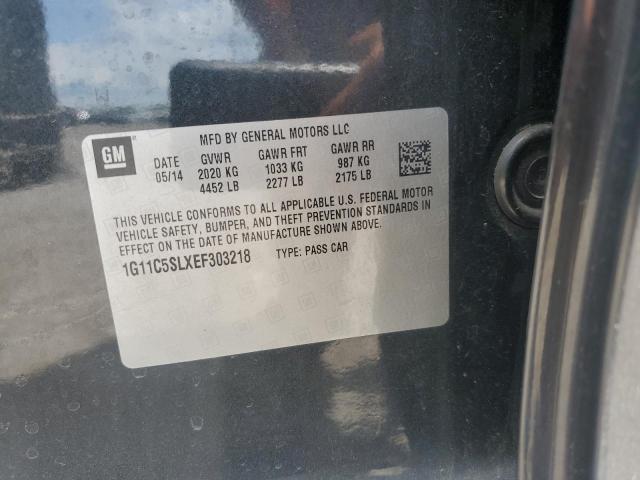 GM
MFD BY GENERAL MOTORS LLC
DATE GVWR GAWR FRT GAWR RR
05/14 2020 KG 1033 KG 987 KG
4452 LB 2277 LB 2175 LB
THIS VEHICLE CONFORMS TO ALL APPLICABLE U.S. FEDERAL MOTOR
VEHICLE SAFETY, BUMPER, AND THEFT PREVENTION STANDARDS IN
EFFECT ON THE DATE OF MANUFACTURE SHOWN ABOVE.
1G11C5SLXEF303218 TYPE: PASS CAR